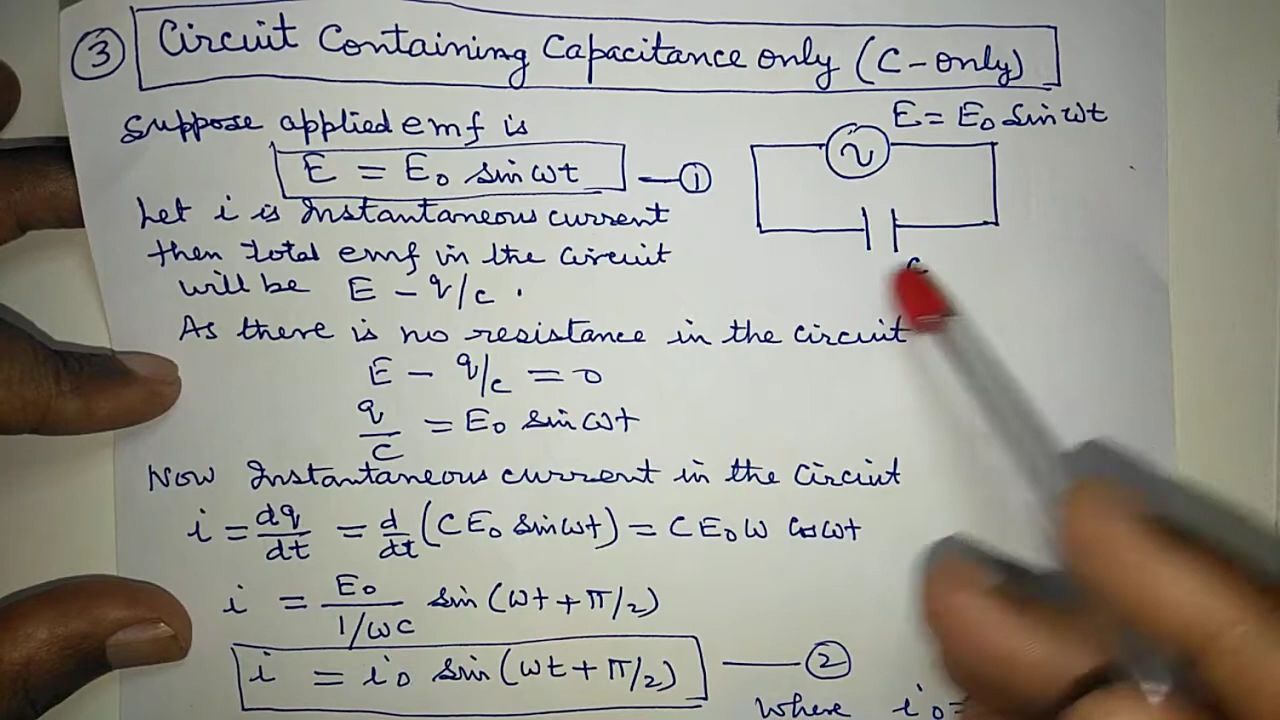 ③ Circuit Containing Capacitance only (C-only)
Suppose applied emf is
E = E₀ sin ωt —①
E = E₀ sin ωt
Let i is Instantaneous current
then total emf in the circuit
will be E - q/c .
C
As there is no resistance in the circuit
E - q/c = 0
q/c = E₀ sin ωt
Now Instantaneous current in the Circiut
i = dq/dt = d/dt (CE₀ sin ωt) = CE₀ω cos ωt
i = E₀/(1/ωc) sin (ωt + π/2)
i = i₀ sin (ωt + π/2) —②
where i₀ =